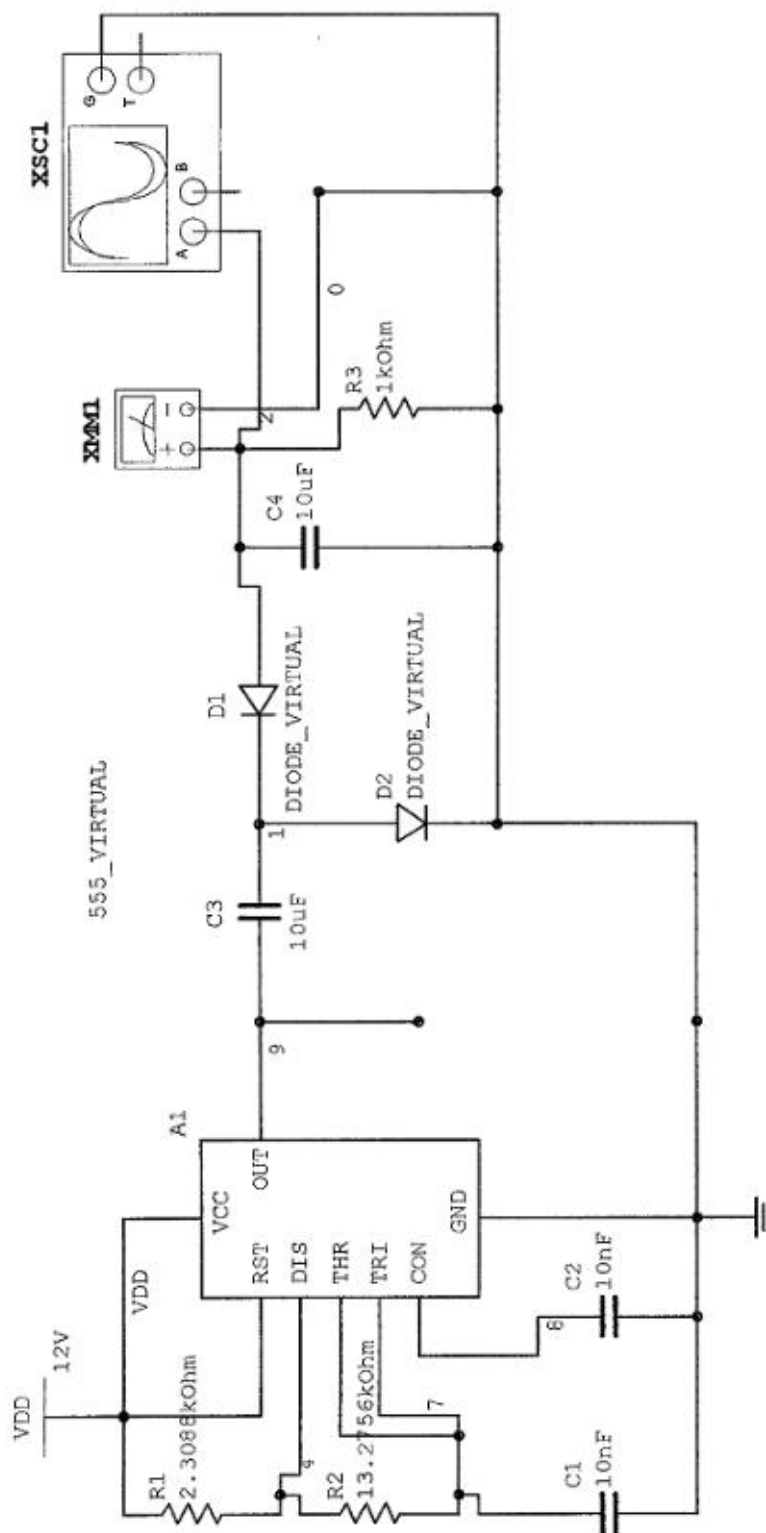 VDD
12V
VDD
R1
2.3088kOhm
4
R2
13.2756kOhm
7
C1
10nF
8
C2
10nF
A1
VCC
RST
OUT
DIS
THR
TRI
CON
GND
9
555_VIRTUAL
C3
10uF
1
D1
DIODE_VIRTUAL
D2
DIODE_VIRTUAL
C4
10uF
XMM1
+ -
2
R3
1kOhm
0
XSC1
G
T
A
B